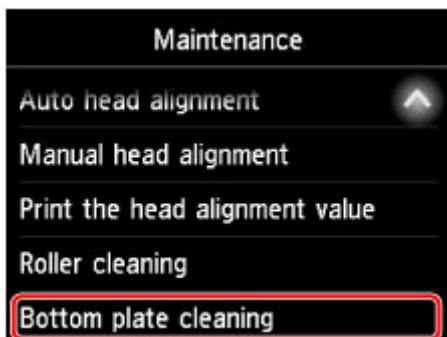 Maintenance
Auto head alignment
Manual head alignment
Print the head alignment value
Roller cleaning
Bottom plate cleaning